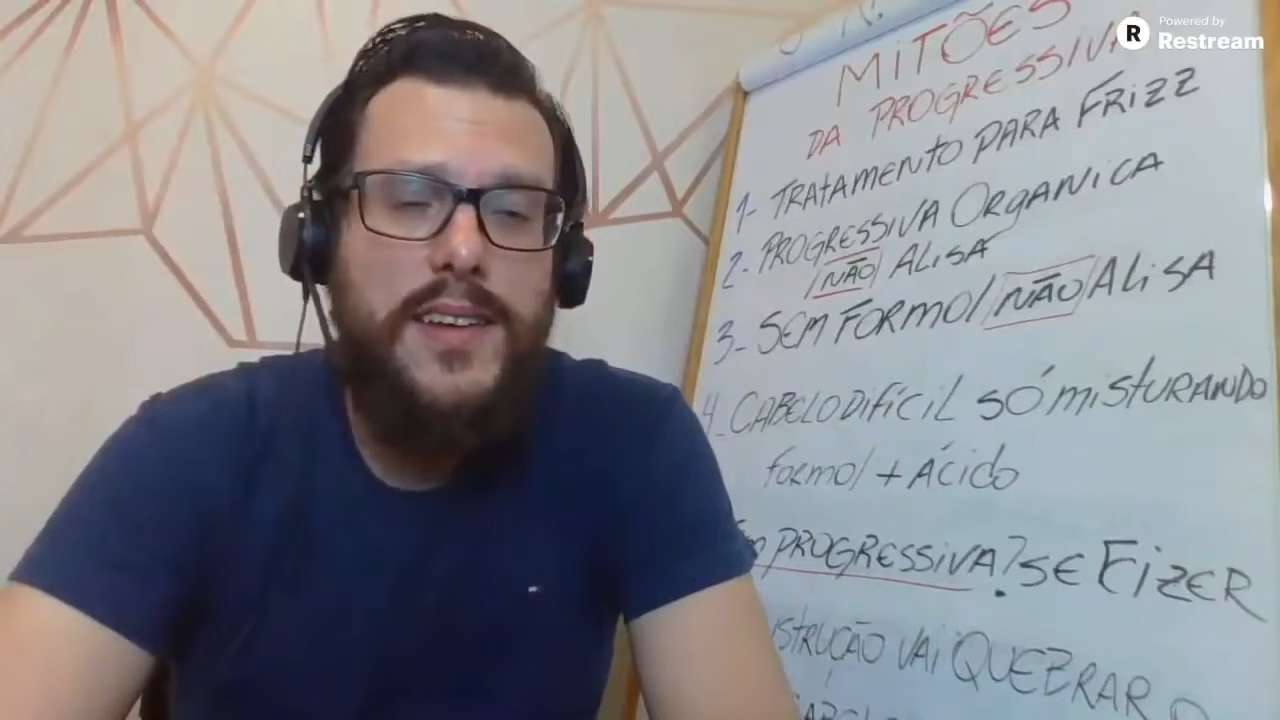 Powered by
R Restream
MITÕES
DA PROGRESSIVA
1- TRATAMENTO PARA FRIZZ
2- PROGRESSIVA ORGANICA
NÃO ALISA
3- SEM FORMOL NÃO ALISA
4- CABELO DIFÍCIL SÓ MISTURANDO
FORMOL + ÁCIDO
PROGRESSIVA? SE FIZER
VAI QUEBRAR O